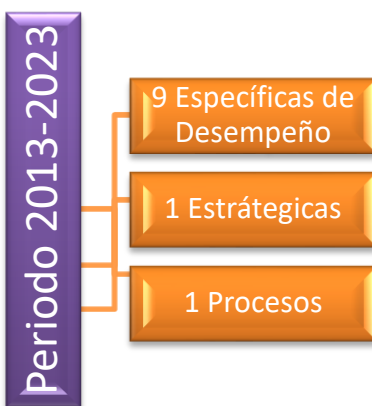 Periodo 2013-2023
9 Específicas de
Desempeño
1 Estrátegicas
1 Procesos